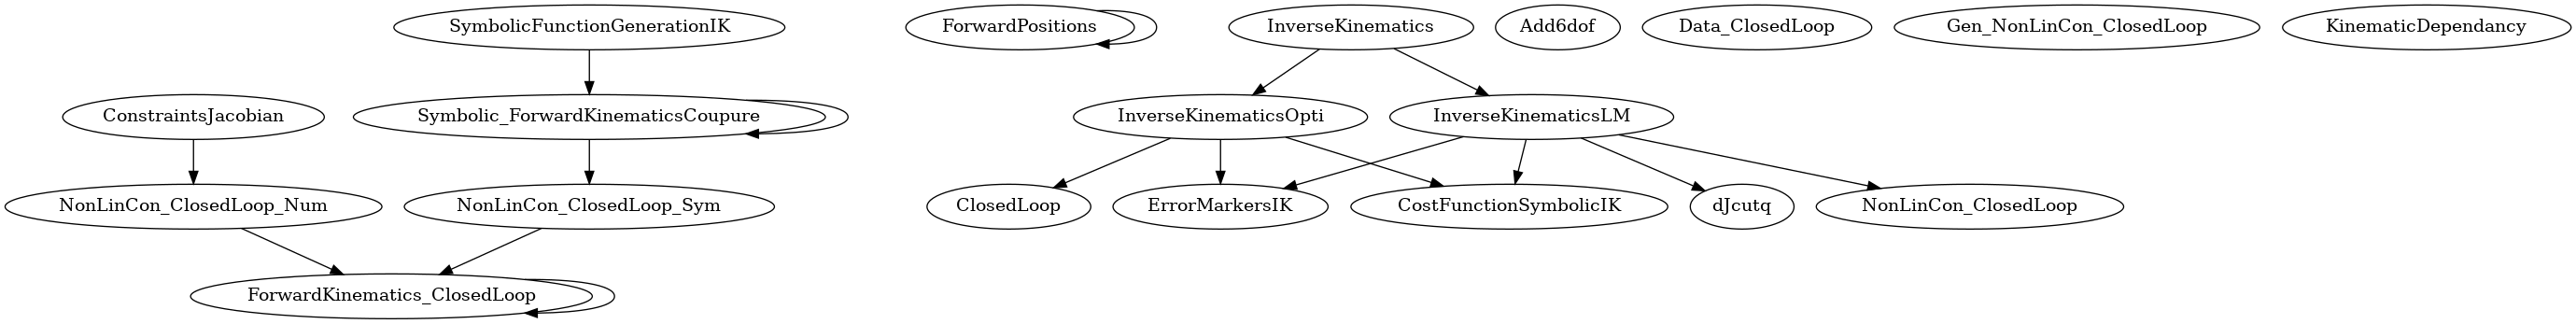 SymbolicFunctionGenerationIK
ForwardPositions
InverseKinematics
Add6dof
Data_ClosedLoop
Gen_NonLinCon_ClosedLoop
KinematicDependancy
ConstraintsJacobian
Symbolic_ForwardKinematicsCoupure
InverseKinematicsOpti
InverseKinematicsLM
NonLinCon_ClosedLoop_Num
NonLinCon_ClosedLoop_Sym
ClosedLoop
ErrorMarkersIK
CostFunctionSymbolicIK
dJcutq
NonLinCon_ClosedLoop
ForwardKinematics_ClosedLoop